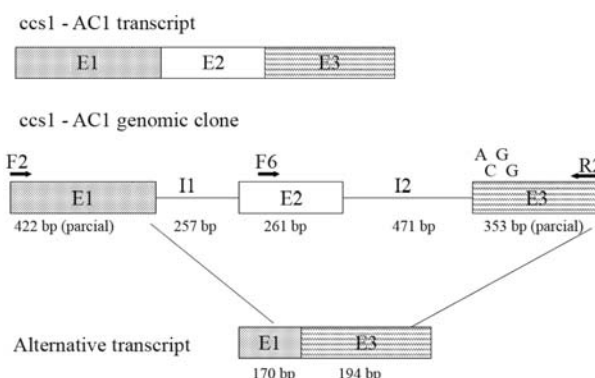 ccs1 - AC1 transcript
E1 E2 E3
ccs1 - AC1 genomic clone
F2 F6 A G
C G
I1 I2
E1 E2 E3
422 bp (parcial) 257 bp 261 bp 471 bp 353 bp (parcial)
Alternative transcript E1 E3
170 bp 194 bp